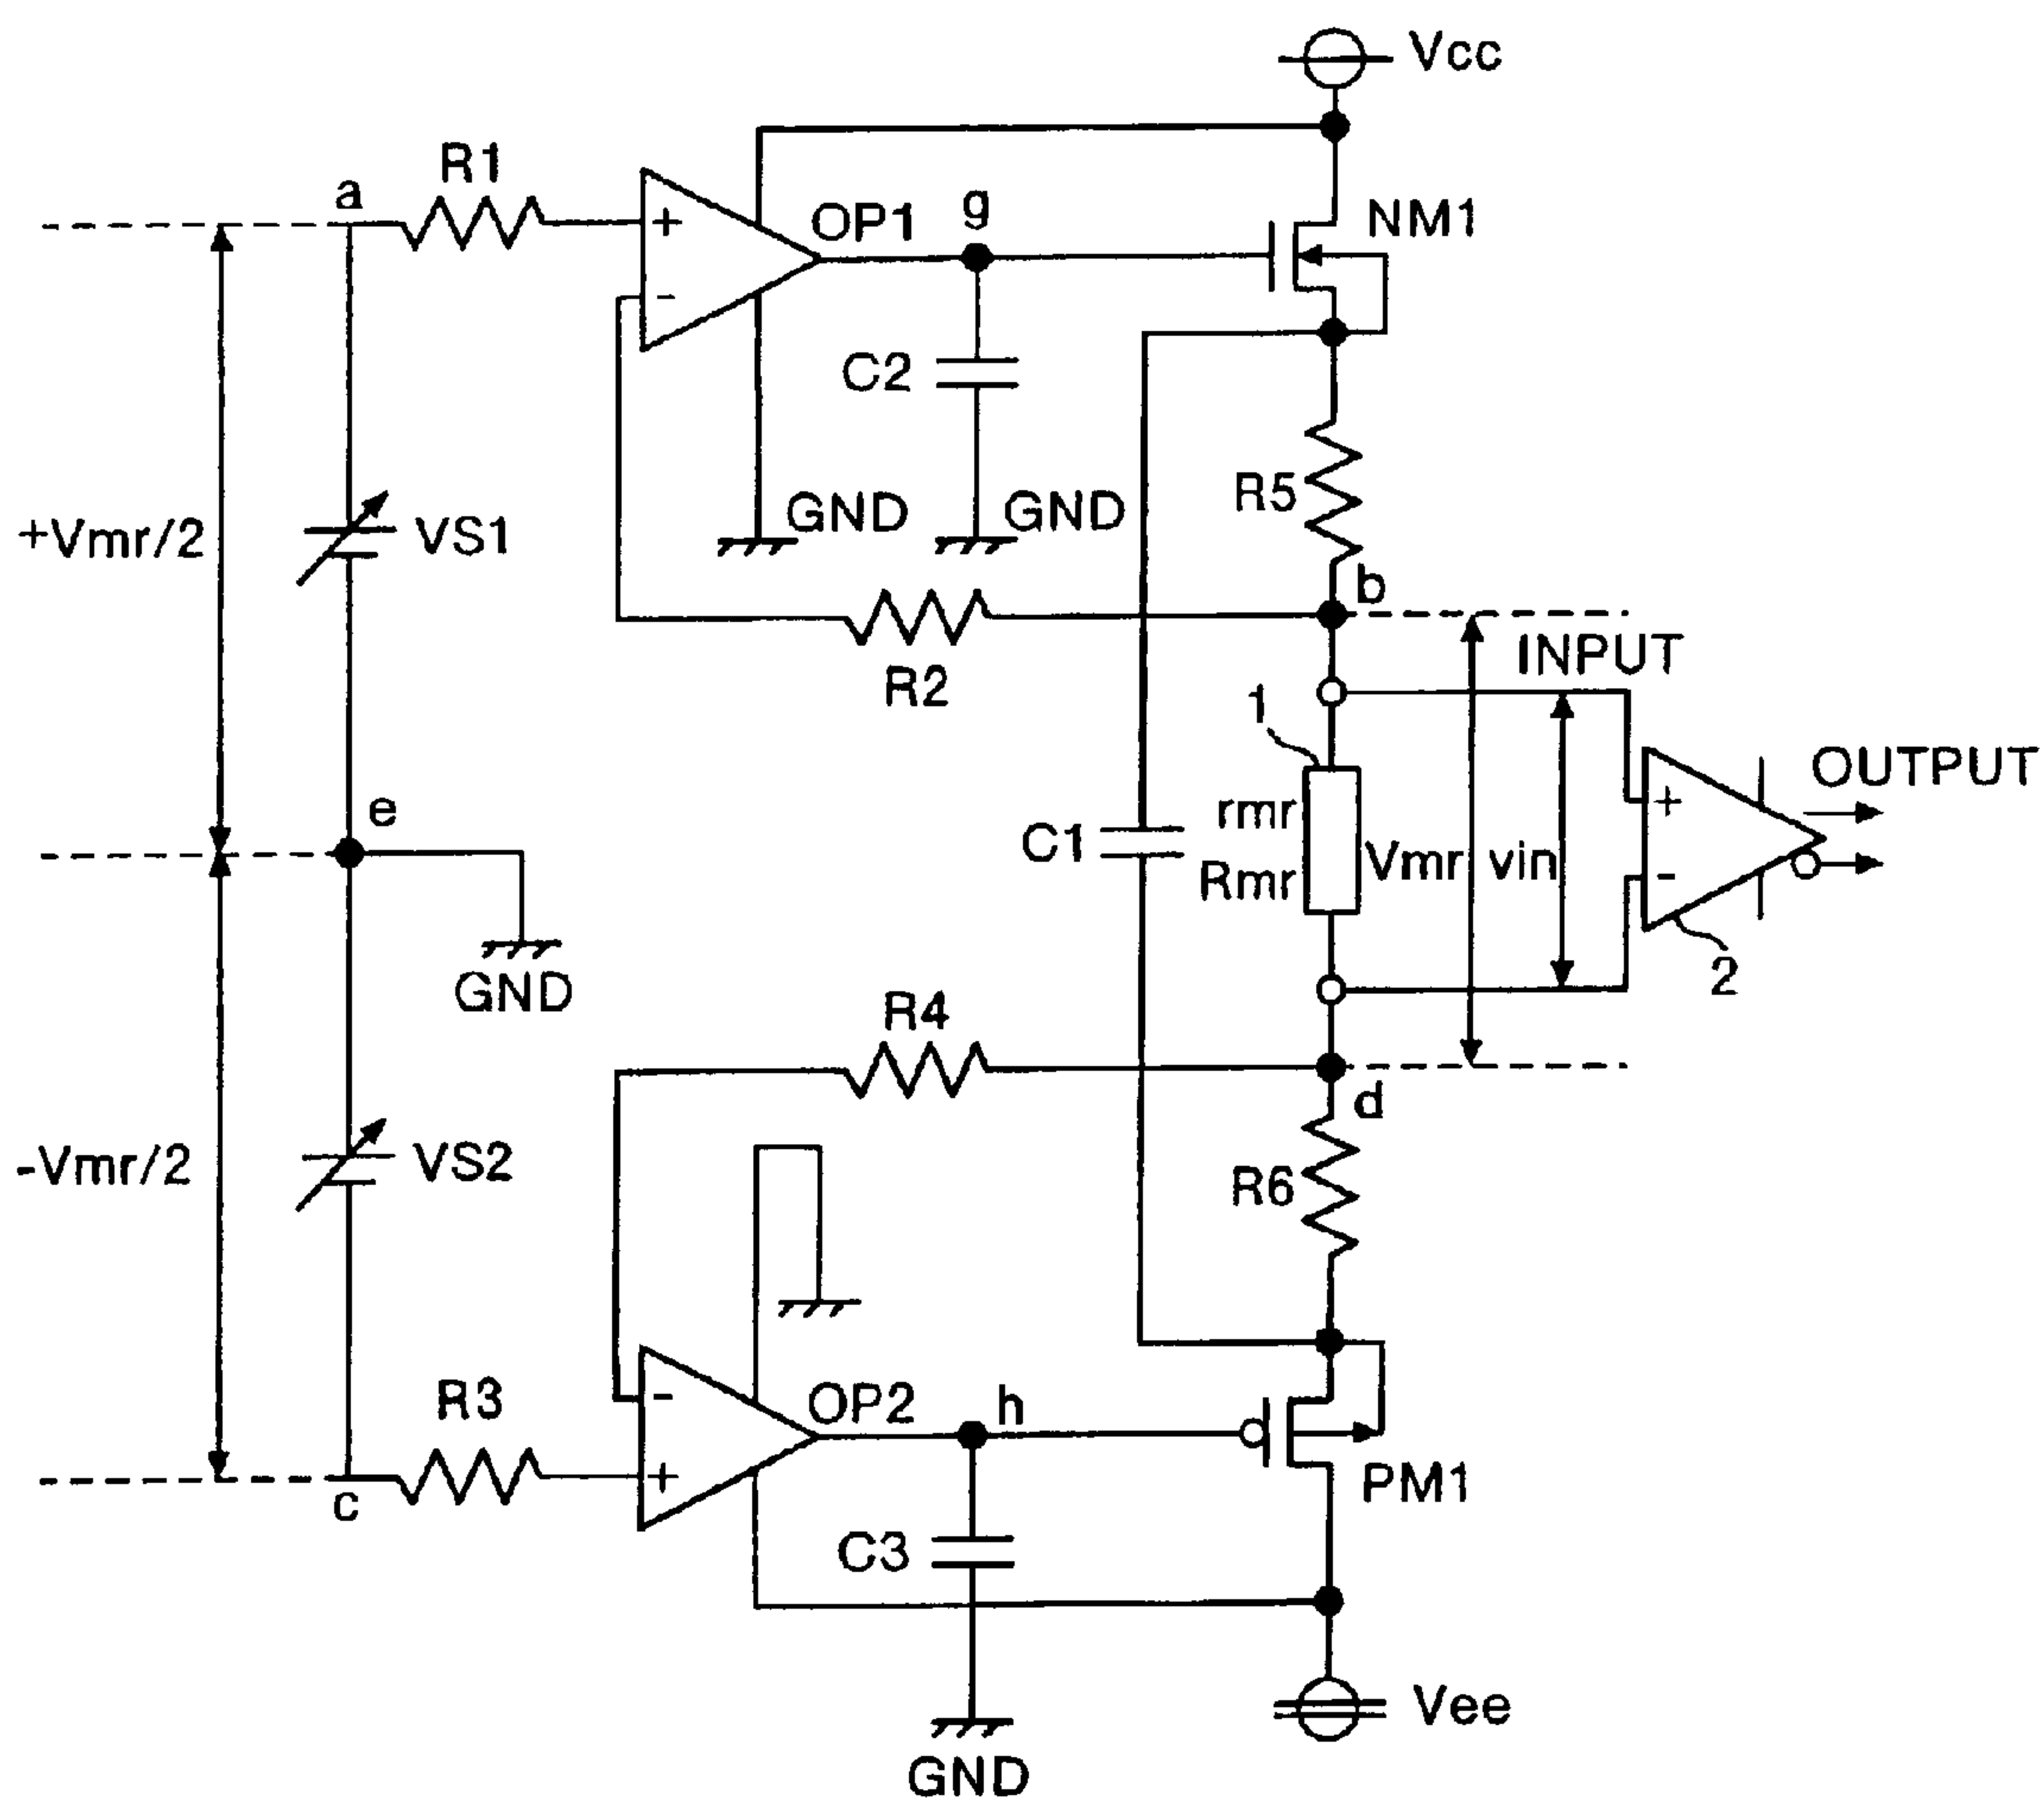 Vcc
R1
a
+
OP1
g
NM1
-
C2
R5
+Vmr/2
VS1
GND
GND
b
INPUT
R2
1
OUTPUT
e
rmr
+
C1
Vmr
vin
Rmr
-
2
GND
R4
d
-Vmr/2
VS2
R6
R3
-
OP2
h
c
+
PM1
C3
Vee
GND